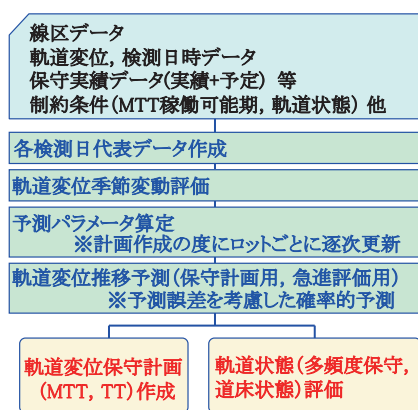 線区データ
軌道変位，検測日時データ
保守実績データ(実績+予定) 等
制約条件(MTT稼働可能期，軌道状態) 他
各検測日代表データ作成
軌道変位季節変動評価
予測パラメータ算定
※計画作成の度にロットごとに逐次更新
軌道変位推移予測(保守計画用，急進評価用)
※予測誤差を考慮した確率的予測
軌道変位保守計画
(MTT，TT)作成
軌道状態(多頻度保守，
道床状態)評価